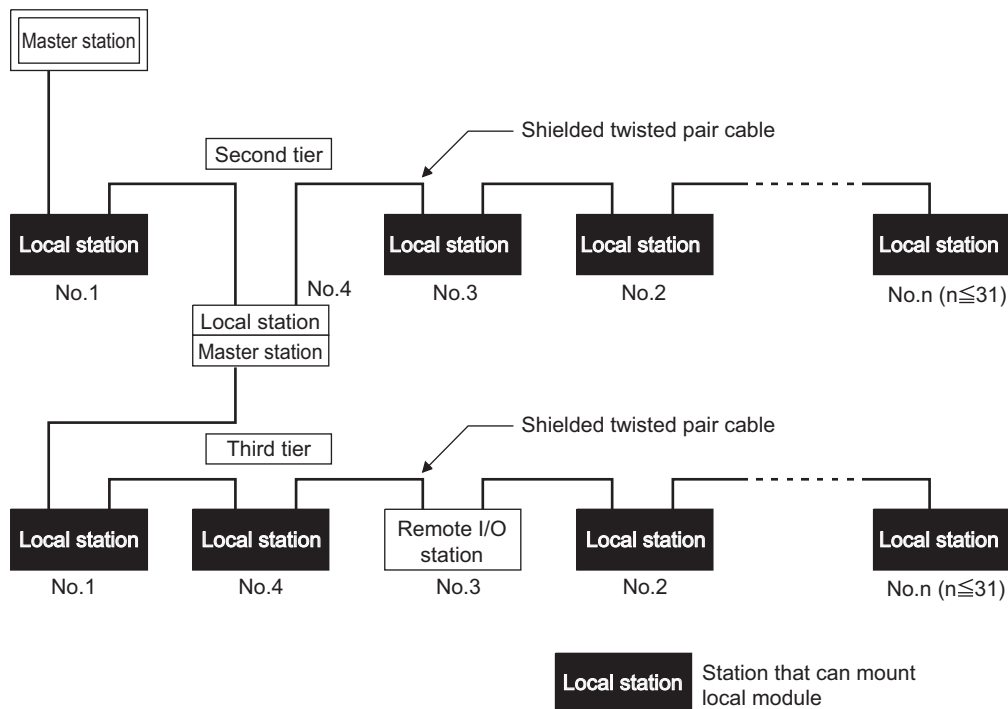 Master station
Shielded twisted pair cable
Second tier
Local station
Local station
Local station
Local station
No.1
No.4
No.3
No.2
No.n (n≦31)
Local station
Master station
Shielded twisted pair cable
Third tier
Local station
Local station
Remote I/O
station
Local station
Local station
No.1
No.4
No.3
No.2
No.n (n≦31)
Local station
Station that can mount
local module